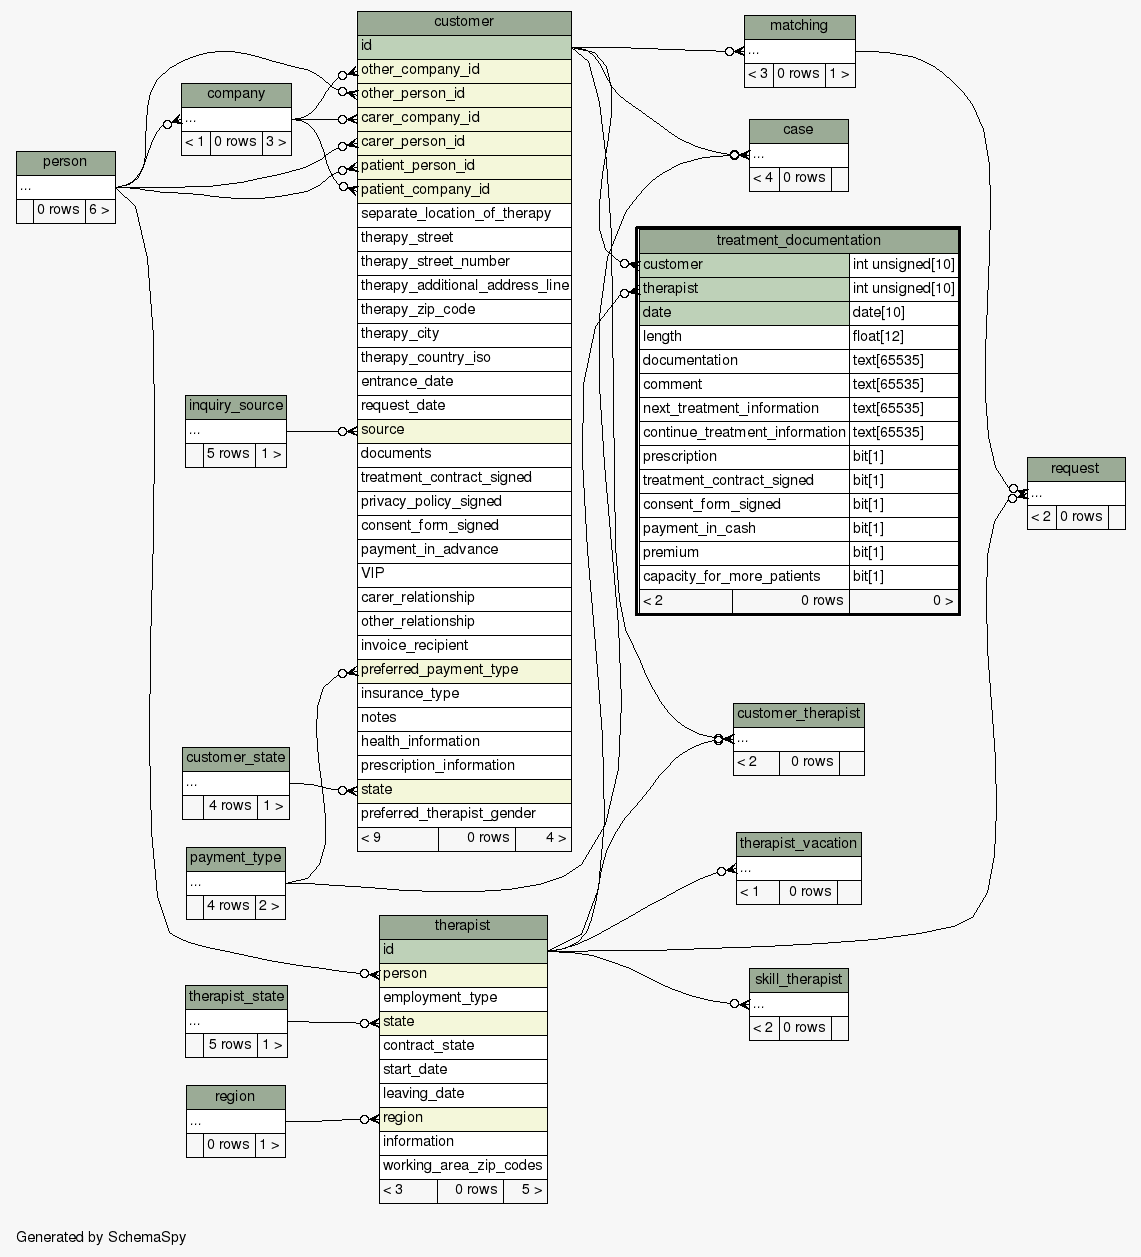 customer
id
other_company_id
other_person_id
carer_company_id
carer_person_id
patient_person_id
patient_company_id
separate_location_of_therapy
therapy_street
therapy_street_number
therapy_additional_address_line
therapy_zip_code
therapy_city
therapy_country_iso
entrance_date
request_date
source
documents
treatment_contract_signed
privacy_policy_signed
consent_form_signed
payment_in_advance
VIP
carer_relationship
other_relationship
invoice_recipient
preferred_payment_type
insurance_type
notes
health_information
prescription_information
state
preferred_therapist_gender
< 9 0 rows 4 >
matching
...
< 3 0 rows 1 >
company
...
< 1 0 rows 3 >
case
...
< 4 0 rows
person
...
0 rows 6 >
treatment_documentation
customer int unsigned[10]
therapist int unsigned[10]
date date[10]
length float[12]
documentation text[65535]
comment text[65535]
next_treatment_information text[65535]
continue_treatment_information text[65535]
prescription bit[1]
treatment_contract_signed bit[1]
consent_form_signed bit[1]
payment_in_cash bit[1]
premium bit[1]
capacity_for_more_patients bit[1]
< 2 0 rows 0 >
inquiry_source
...
5 rows 1 >
request
...
< 2 0 rows
customer_therapist
...
< 2 0 rows
customer_state
...
4 rows 1 >
therapist_vacation
...
< 1 0 rows
payment_type
...
4 rows 2 >
therapist
id
person
employment_type
state
contract_state
start_date
leaving_date
region
information
working_area_zip_codes
< 3 0 rows 5 >
skill_therapist
...
< 2 0 rows
therapist_state
...
5 rows 1 >
region
...
0 rows 1 >
Generated by SchemaSpy